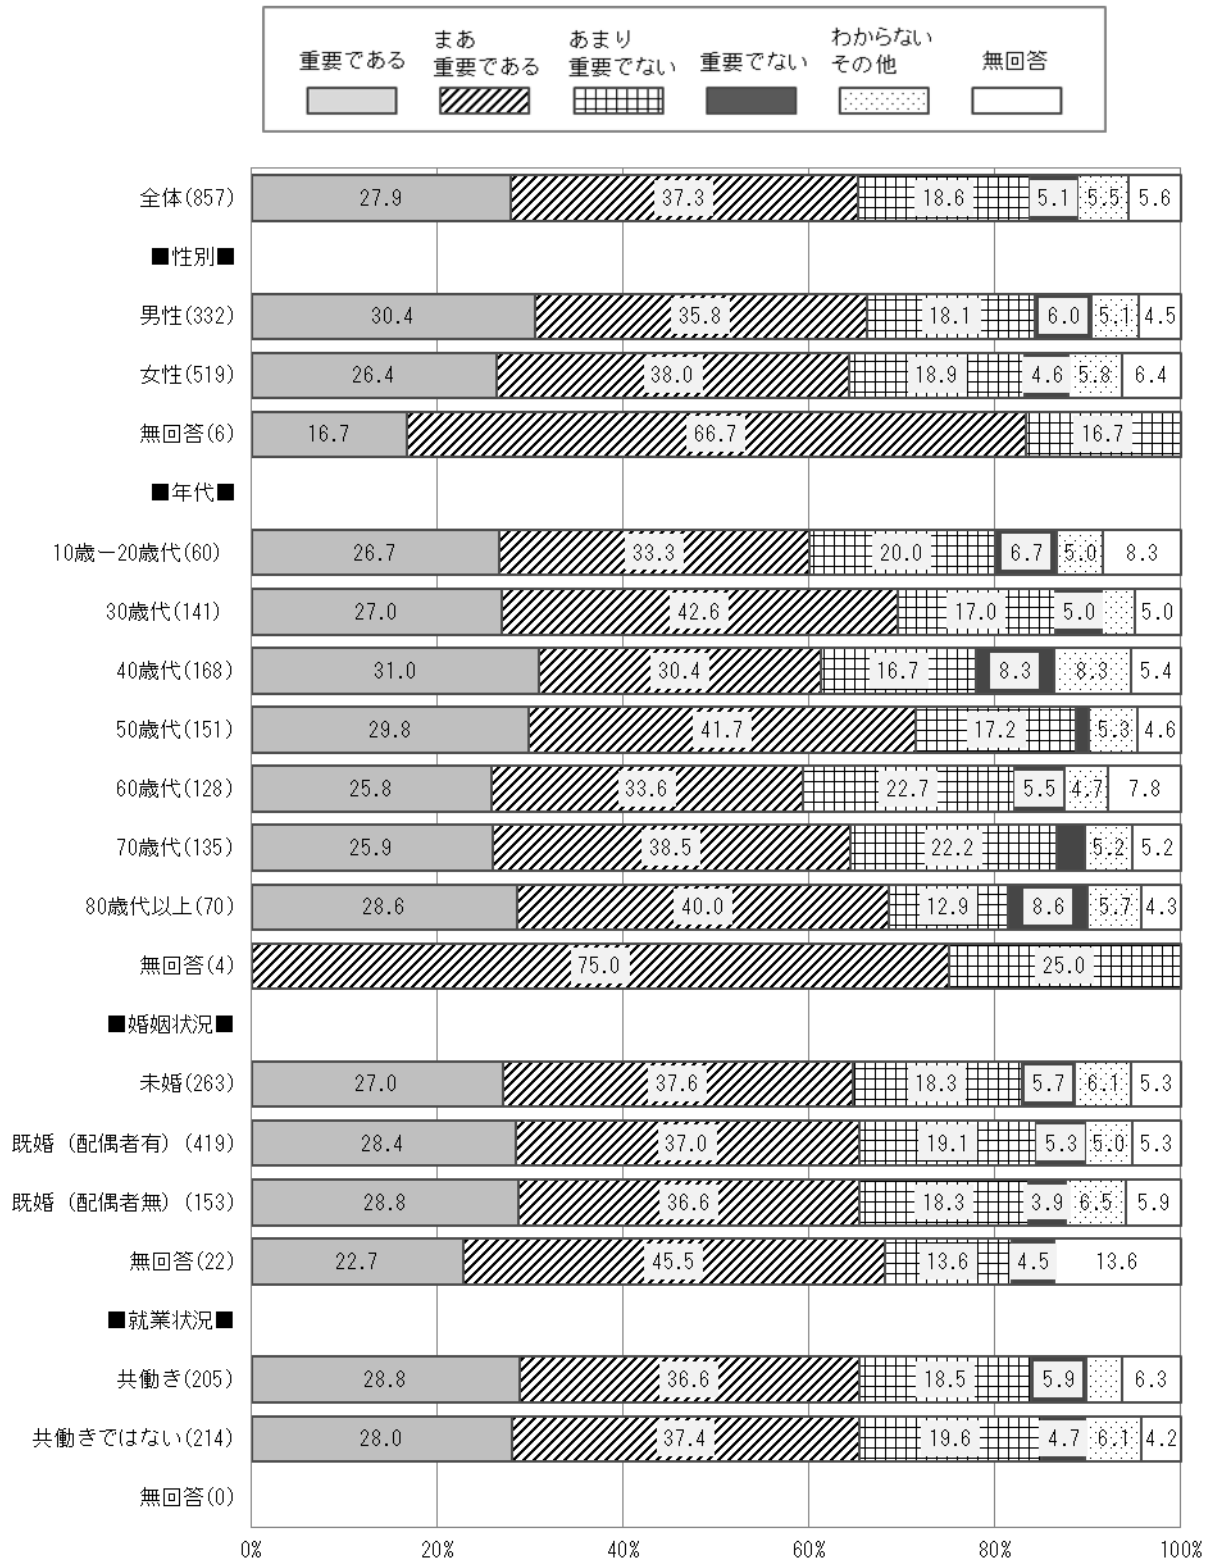 重要である
まあ
重要である
あまり
重要でない
重要でない
わからない
その他
無回答
全体(857) 27.9 37.3 18.6 5.1 5.5 5.6
■性別■
男性(332) 30.4 35.8 18.1 6.0 5.1 4.5
女性(519) 26.4 38.0 18.9 4.6 5.8 6.4
無回答(6) 16.7 66.7 16.7
■年代■
10歳ー20歳代(60) 26.7 33.3 20.0 6.7 5.0 8.3
30歳代(141) 27.0 42.6 17.0 5.0 5.0
40歳代(168) 31.0 30.4 16.7 8.3 8.3 5.4
50歳代(151) 29.8 41.7 17.2 5.3 4.6
60歳代(128) 25.8 33.6 22.7 5.5 4.7 7.8
70歳代(135) 25.9 38.5 22.2 5.2 5.2
80歳代以上(70) 28.6 40.0 12.9 8.6 5.7 4.3
無回答(4) 75.0 25.0
■婚姻状況■
未婚(263) 27.0 37.6 18.3 5.7 6.1 5.3
既婚（配偶者有）(419) 28.4 37.0 19.1 5.3 5.0 5.3
既婚（配偶者無）(153) 28.8 36.6 18.3 3.9 6.5 5.9
無回答(22) 22.7 45.5 13.6 4.5 13.6
■就業状況■
共働き(205) 28.8 36.6 18.5 5.9 6.3
共働きではない(214) 28.0 37.4 19.6 4.7 6.1 4.2
無回答(0)
0% 20% 40% 60% 80% 100%